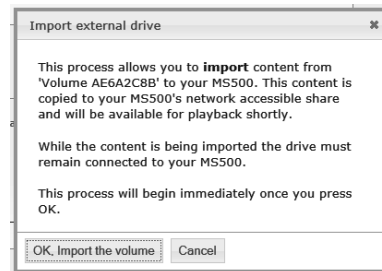 Import external drive
This process allows you to import content from
'Volume AE6A2C8B' to your MS500. This content is
copied to your MS500's network accessible share
and will be available for playback shortly.
While the content is being imported the drive must
remain connected to your MS500.
This process will begin immediately once you press
OK.
OK, Import the volume Cancel